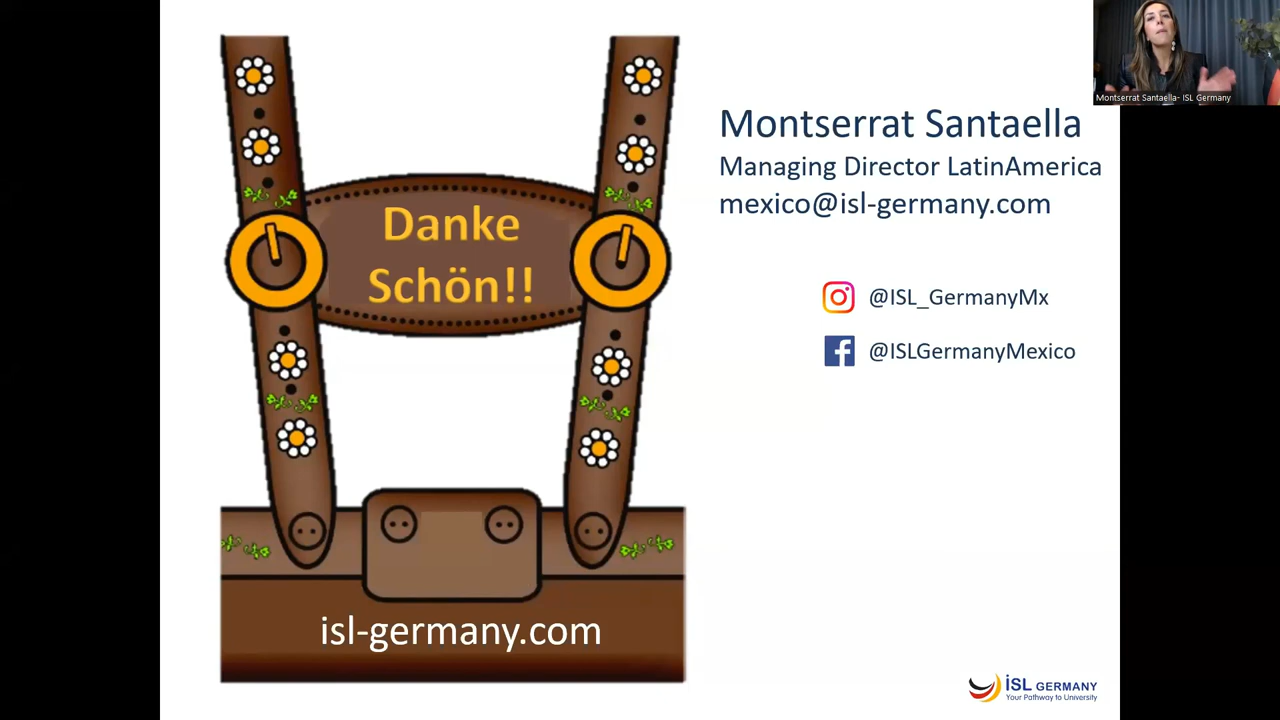 Danke
Schön!!
isl-germany.com
Montserrat Santaella
Managing Director LatinAmerica
mexico@isl-germany.com
@ISL_GermanyMx
@ISLGermanyMexico
iSL GERMANY
Your Pathway to University
Montserrat Santaella- ISL Germany